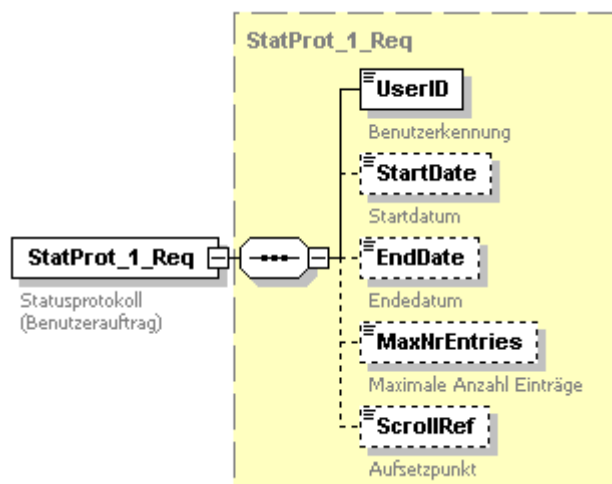 StatProt_1_Req
UserID
Benutzerkennung
StartDate
Startdatum
StatProt_1_Req
EndDate
Statusprotokoll
(Benutzerauftrag)
Endedatum
MaxNrEntries
Maximale Anzahl Einträge
ScrollRef
Aufsetzpunkt